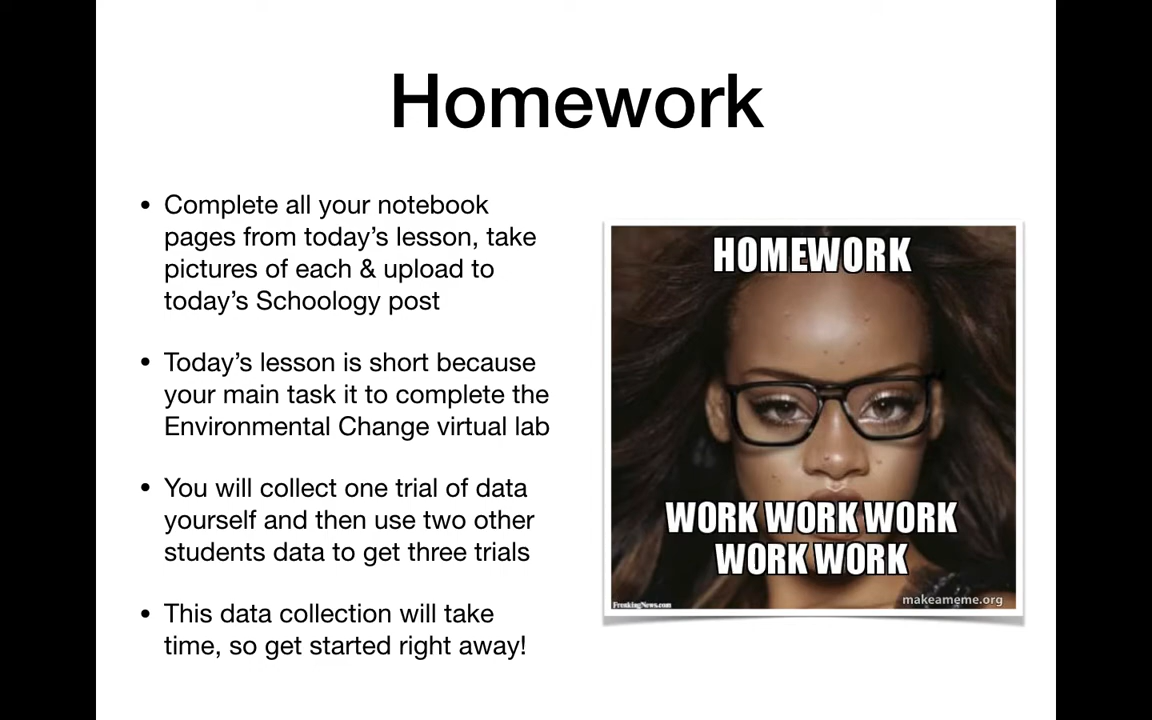 Homework
• Complete all your notebook
pages from today's lesson, take
pictures of each & upload to
today's Schoology post
• Today's lesson is short because
your main task it to complete the
Environmental Change virtual lab
• You will collect one trial of data
yourself and then use two other
students data to get three trials
• This data collection will take
time, so get started right away!
HOMEWORK
WORK WORK WORK
WORK WORK
FreakingNews.com
makeameme.org